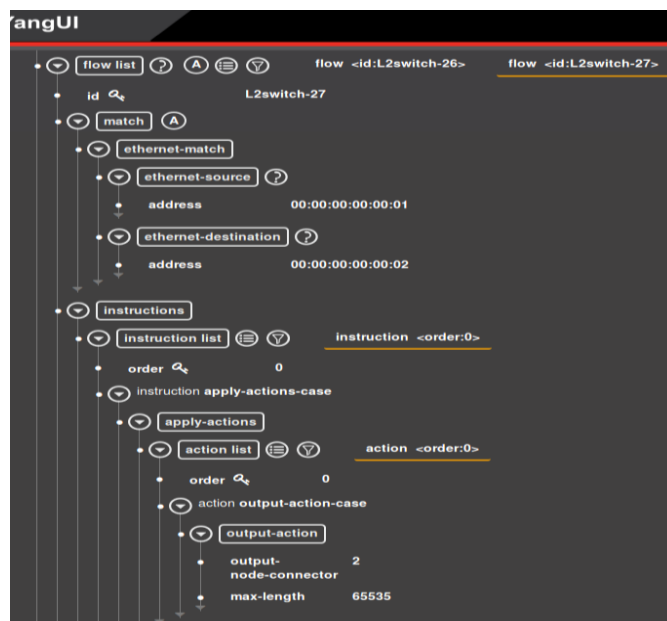 YangUI
flow list ? A flow <id:L2switch-26> flow <id:L2switch-27>
id L2switch-27
match A
ethernet-match
ethernet-source ?
address 00:00:00:00:00:01
ethernet-destination ?
address 00:00:00:00:00:02
instructions
instruction list instruction <order:0>
order 0
instruction apply-actions-case
apply-actions
action list action <order:0>
order 0
action output-action-case
output-action
output- 2
node-connector
max-length 65535